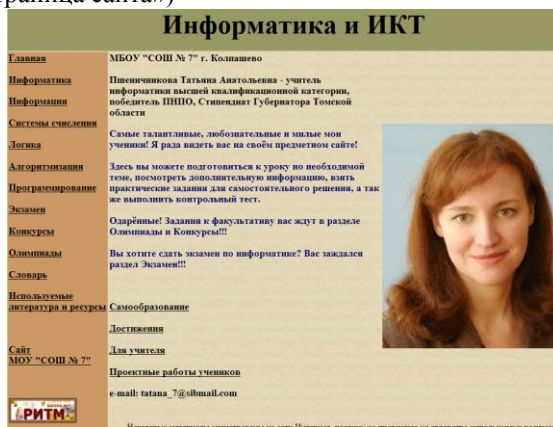 страница сайта»)
Информатика и ИКТ
Главная
Информатика
Информация
Системы счисления
Логика
Алгоритмизация
Программирование
Экзамен
Конкурсы
Олимпиады
Словарь
Используемые
литература и ресурсы
Сайт
МОУ "СОШ № 7"
РИТМ
МБОУ "СОШ № 7" г. Колпашево
Пшеничникова Татьяна Анатольевна - учитель
информатики высшей квалификационной категории,
победитель ПНПО, Стипендиат Губернатора Томской
области
Самые талантливые, любознательные и милые мои
ученики! Я рада видеть вас на своём предметном сайте!
Здесь вы можете подготовиться к уроку по необходимой
теме, посмотреть дополнительную информацию, взять
практические задания для самостоятельного решения, а так
же выполнить контрольный тест.
Одарённые! Задания к факультативу вас ждут в разделе
Олимпиады и Конкурсы!!!
Вы хотите сдать экзамен по информатике? Вас заждался
раздел Экзамен!!!
Самообразование
Достижения
Для учителя
Проектные работы учеников
e-mail: tatana_7@sibmail.com